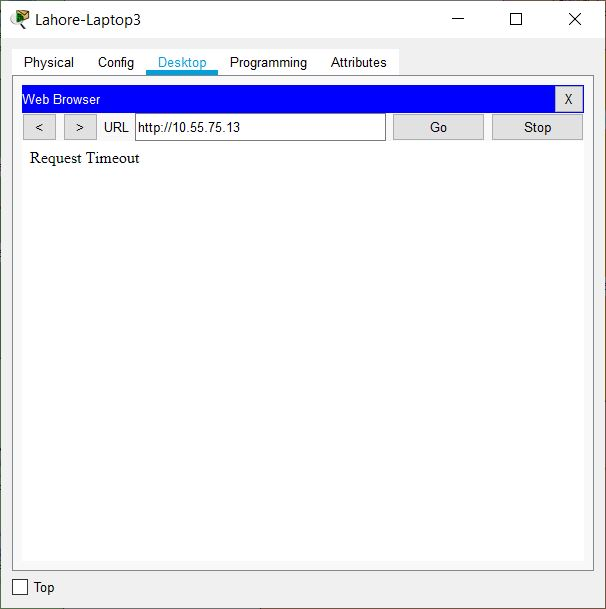 Lahore-Laptop3
Physical Config Desktop Programming Attributes
Web Browser X
< > URL http://10.55.75.13 Go Stop
Request Timeout
Top